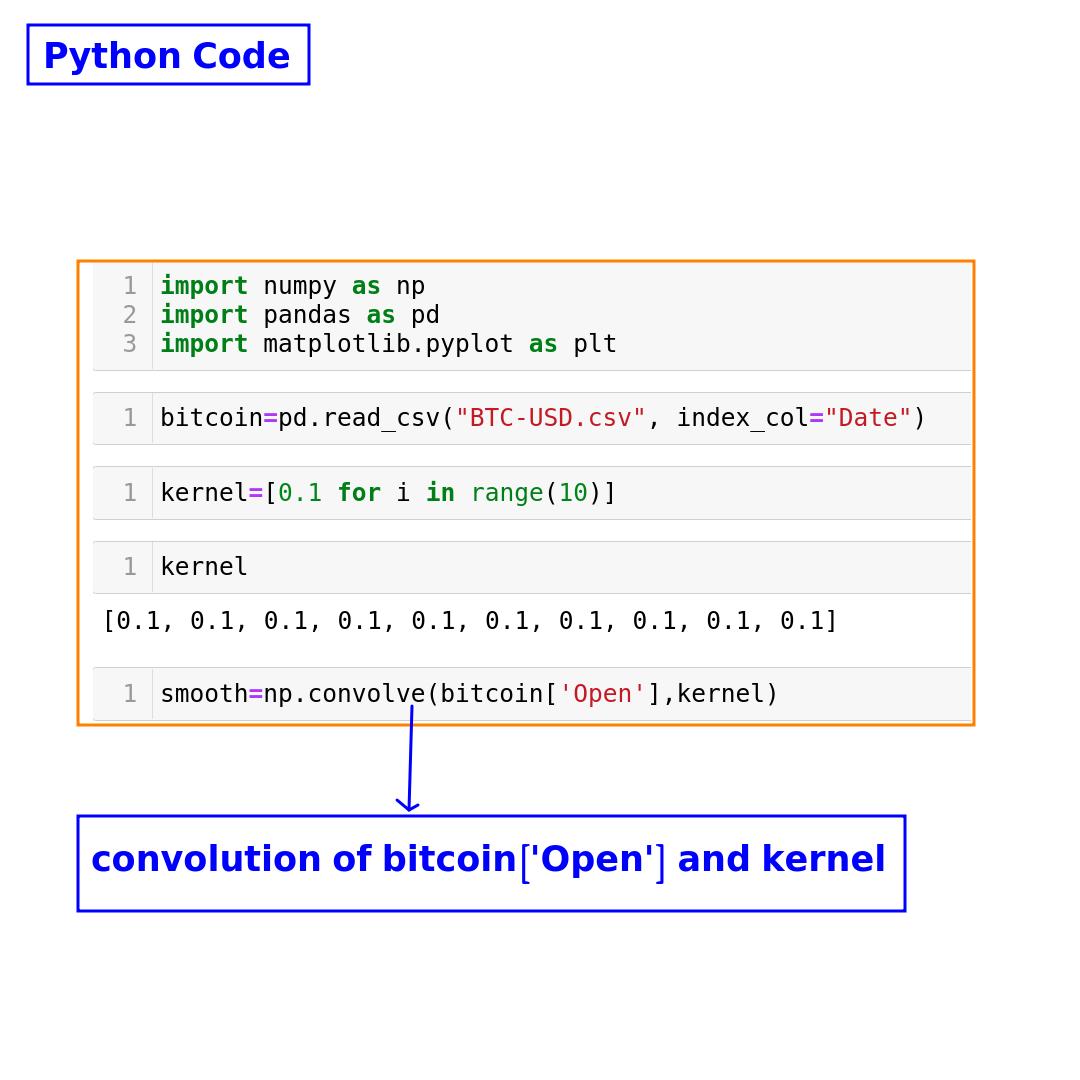 Python Code
1 import numpy as np
2 import pandas as pd
3 import matplotlib.pyplot as plt
1 bitcoin=pd.read_csv("BTC-USD.csv", index_col="Date")
1 kernel=[0.1 for i in range(10)]
1 kernel
[0.1, 0.1, 0.1, 0.1, 0.1, 0.1, 0.1, 0.1, 0.1, 0.1]
1 smooth=np.convolve(bitcoin['Open'],kernel)
convolution of bitcoin['Open'] and kernel